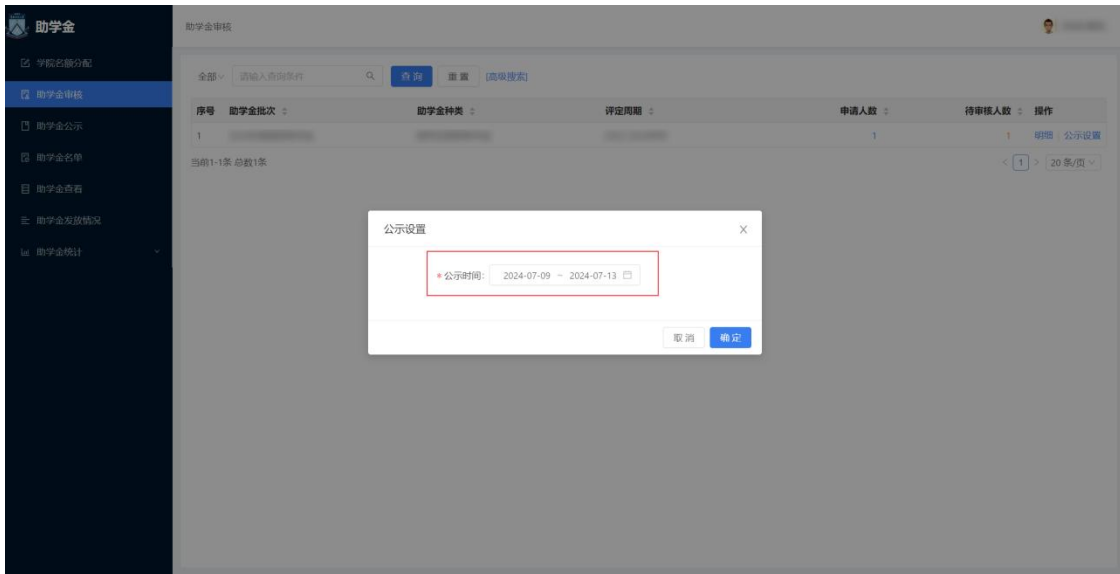 助学金
助学金审核
学院名额分配
助学金审核
助学金公示
助学金名单
助学金查看
助学金发放情况
助学金统计
全部 请输入查询条件 查询 重置 [高级搜索]
序号 助学金批次 助学金种类 评定周期 申请人数 待审核人数 操作
1 1 1 明细 公示设置
当前1-1条 总数1条 < 1 > 20 条/页
公示设置 X
* 公示时间: 2024-07-09 ~ 2024-07-13
取消 确定